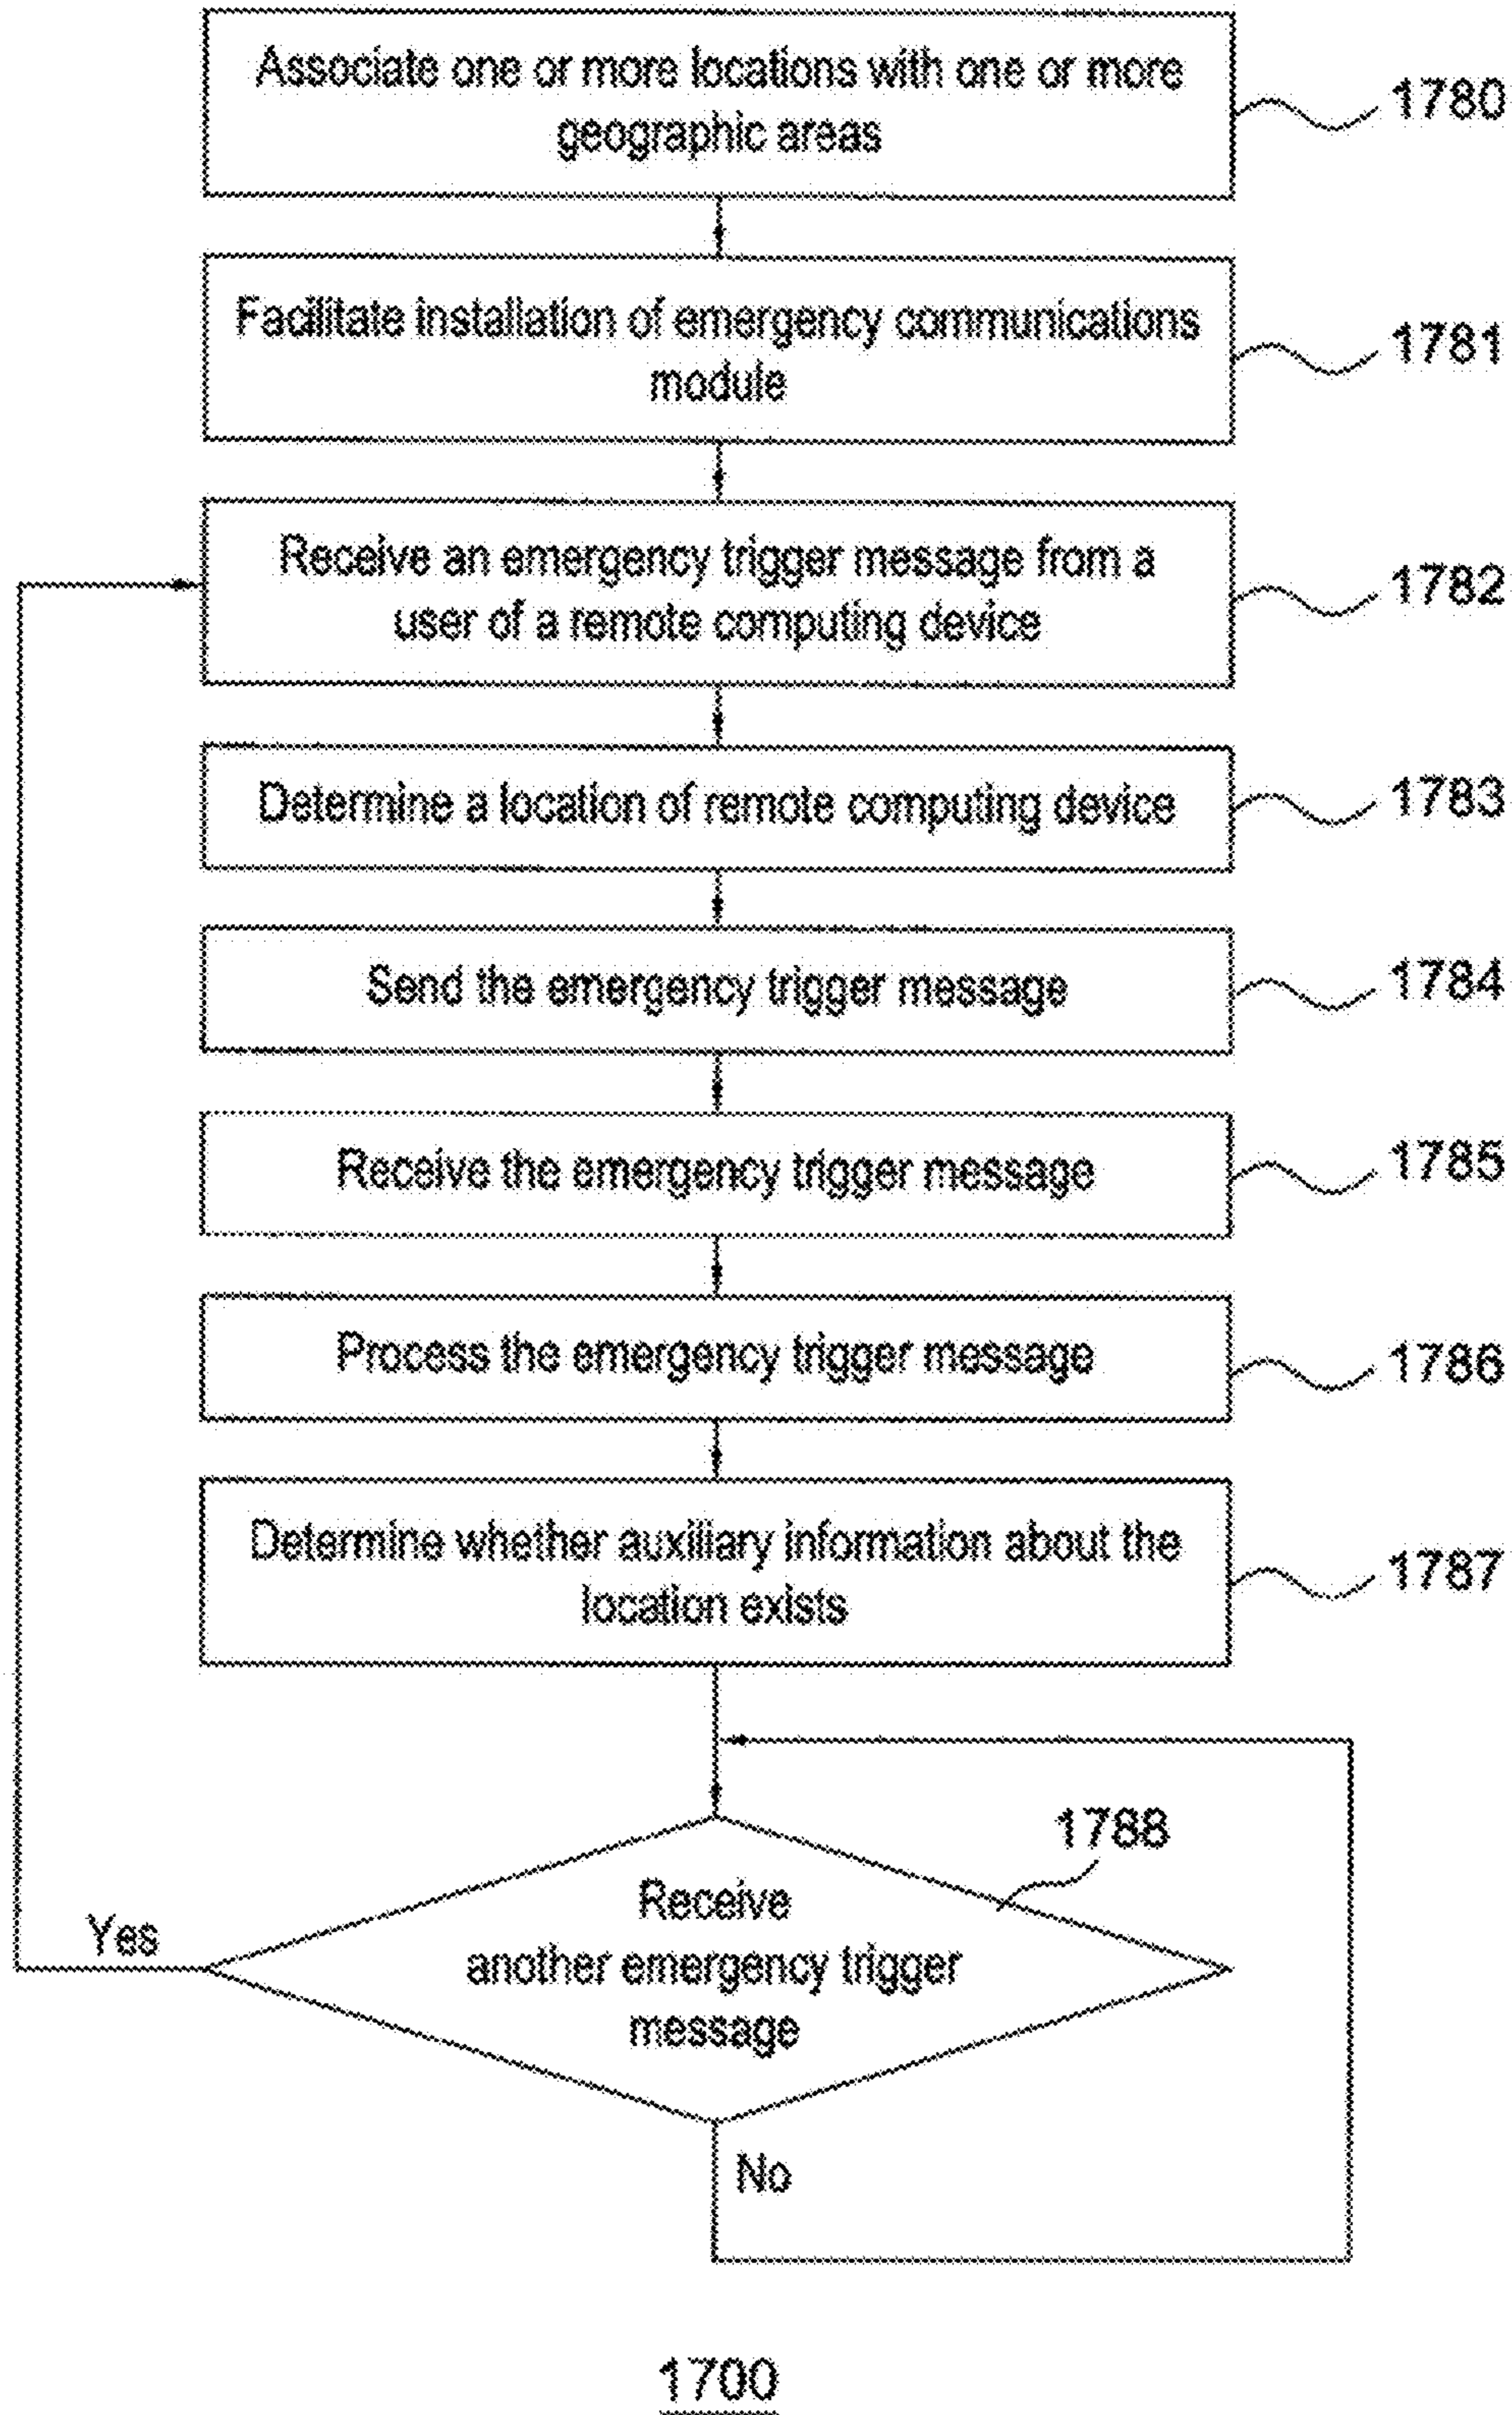 Associate one or more locations with one or more
geographic areas
1780
Facilitate installation of emergency communications
module
1781
Receive an emergency trigger message from a
user of a remote computing device
1782
Determine a location of remote computing device
1783
Send the emergency trigger message
1784
Receive the emergency trigger message
1785
Process the emergency trigger message
1786
Determine whether auxiliary information about the
location exists
1787
1788
Receive
another emergency trigger
message
Yes
No
1700